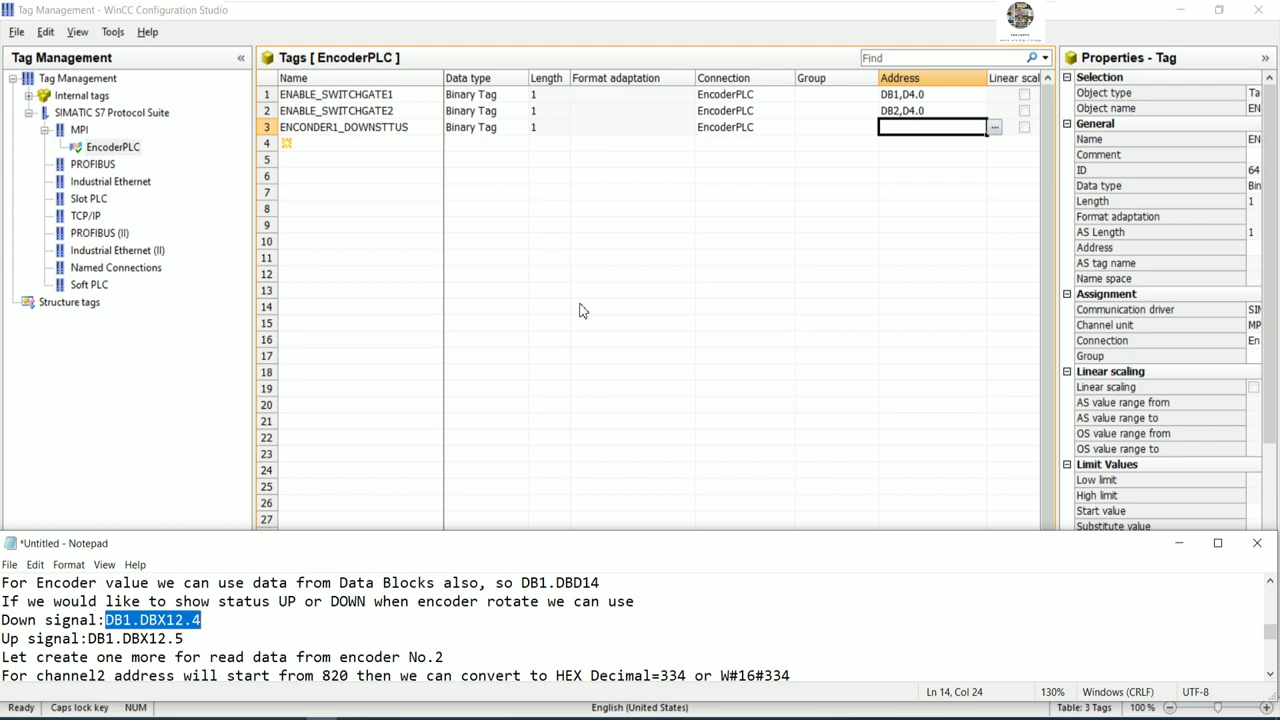 Tag Management - WinCC Configuration Studio
File Edit View Tools Help
Tag Management «
Tag Management
Internal tags
SIMATIC S7 Protocol Suite
MPI
EncoderPLC
PROFIBUS
Industrial Ethernet
Slot PLC
TCP/IP
PROFIBUS (II)
Industrial Ethernet (II)
Named Connections
Soft PLC
Structure tags
Tags [ EncoderPLC ]
Find
Name Data type Length Format adaptation Connection Group Address Linear scal
1 ENABLE_SWITCHGATE1 Binary Tag 1 EncoderPLC DB1,D4.0
2 ENABLE_SWITCHGATE2 Binary Tag 1 EncoderPLC DB2,D4.0
3 ENCONDER1_DOWNSTTUS Binary Tag 1 EncoderPLC ...
4
5
6
7
8
9
10
11
12
13
14
15
16
17
18
19
20
21
22
23
24
25
26
27
Properties - Tag »
Selection
Object type Ta
Object name EN
General
Name EN
Comment
ID 64
Data type Bin
Length 1
Format adaptation
AS Length 1
Address
AS tag name
Name space
Assignment
Communication driver SIN
Channel unit MP
Connection En
Group
Linear scaling
Linear scaling
AS value range from
AS value range to
OS value range from
OS value range to
Limit Values
Low limit
High limit
Start value
Substitute value
*Untitled - Notepad
File Edit Format View Help
For Encoder value we can use data from Data Blocks also, so DB1.DBD14
If we would like to show status UP or DOWN when encoder rotate we can use
Down signal:DB1.DBX12.4
Up signal:DB1.DBX12.5
Let create one more for read data from encoder No.2
For channel2 address will start from 820 then we can convert to HEX Decimal=334 or W#16#334
Ln 14, Col 24 130% Windows (CRLF) UTF-8
Ready Caps lock key NUM English (United States) Table: 3 Tags 100 %